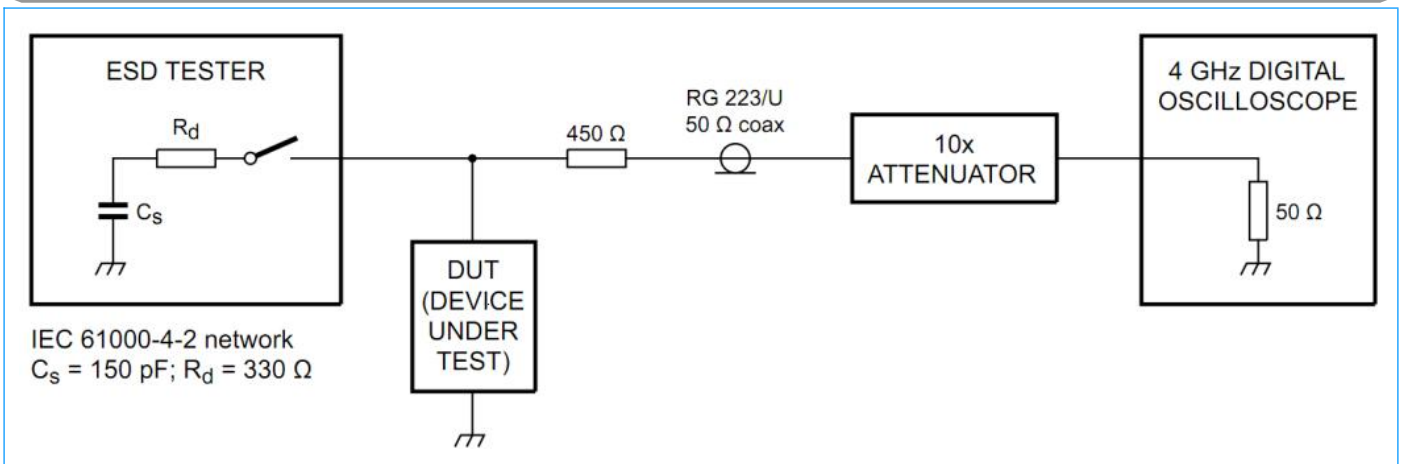 ESD TESTER
Rd
Cs
IEC 61000-4-2 network
Cs = 150 pF; Rd = 330 Ω
DUT
(DEVICE
UNDER
TEST)
450 Ω
RG 223/U
50 Ω coax
10x
ATTENUATOR
4 GHz DIGITAL
OSCILLOSCOPE
50 Ω